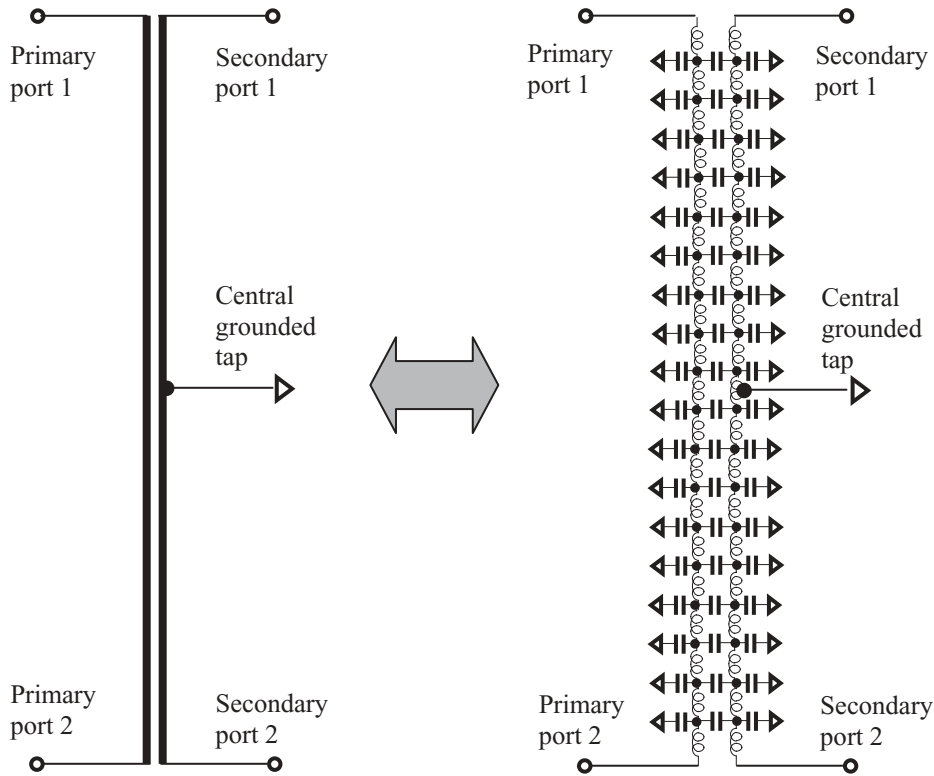 Primary
port 1
Secondary
port 1
Central
grounded
tap
Primary
port 2
Secondary
port 2
Primary
port 1
Secondary
port 1
Central
grounded
tap
Primary
port 2
Secondary
port 2